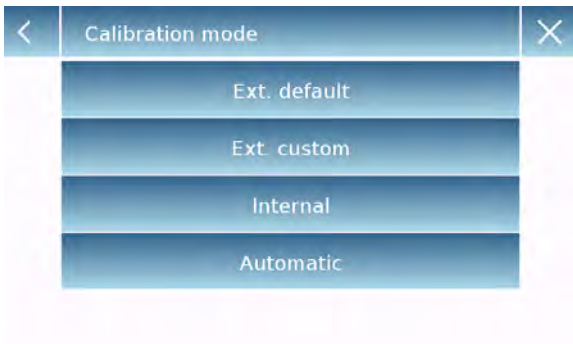 Calibration mode
Ext. default
Ext. custom
Internal
Automatic